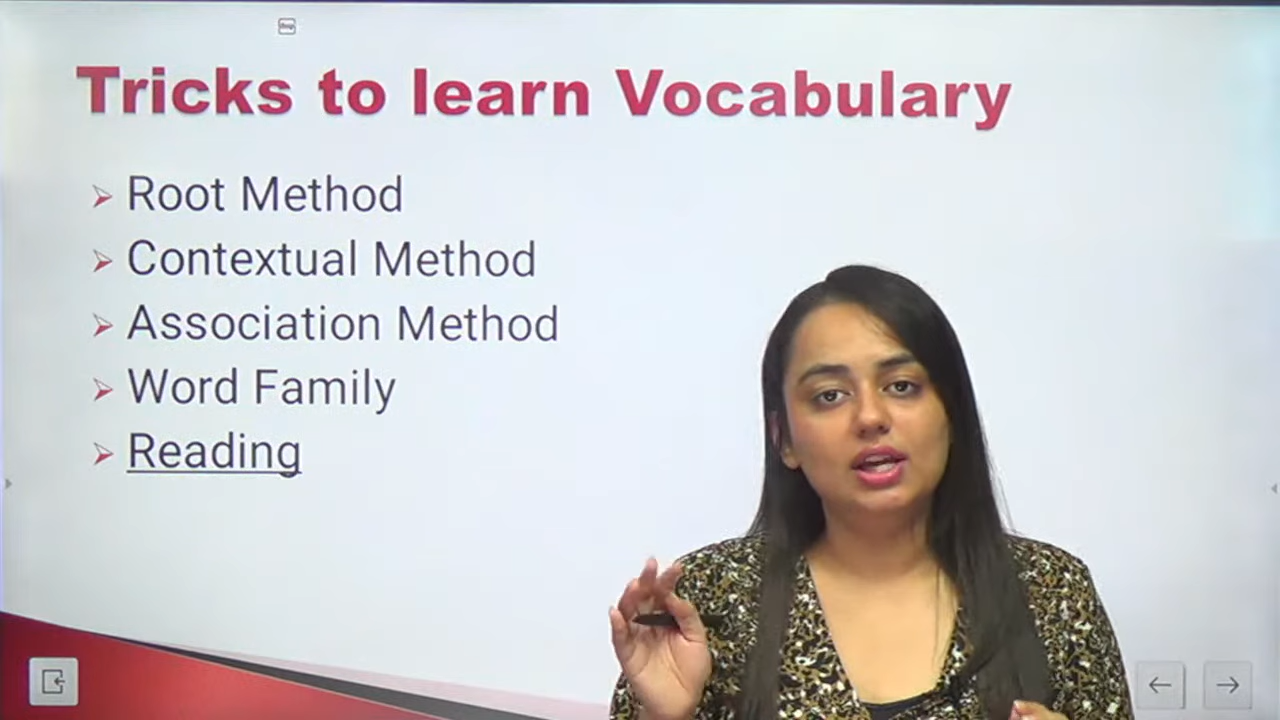 Tricks to learn Vocabulary
Root Method
Contextual Method
Association Method
Word Family
Reading